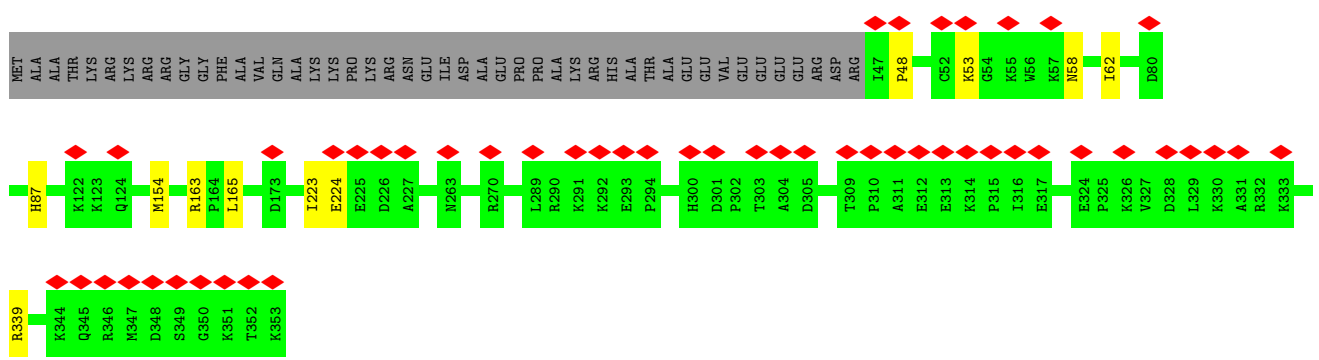 MET ALA ALA THR LYS ARG LYS ARG ARG GLY GLY PHE ALA VAL GLN ALA LYS LYS PRO LYS ARG ASN GLU ILE ASP ALA GLU PRO PRO ALA LYS ARG HIS ALA THR ALA GLU GLU VAL GLU GLU GLU GLU ARG ASP ARG I47 P48 C52 K53 G54 K55 W56 K57 N58 I62 D80
H87 K122 K123 Q124 M154 R163 P164 L165 D173 I223 E224 E225 D226 A227 N263 R270 L289 R290 K291 K292 E293 P294 H300 D301 P302 T303 A304 D305 T309 P310 A311 E312 E313 K314 P315 I316 E317 E324 P325 K326 V327 D328 L329 K330 A331 R332 K333
R339 K344 Q345 R346 M347 D348 S349 G350 K351 T352 K353